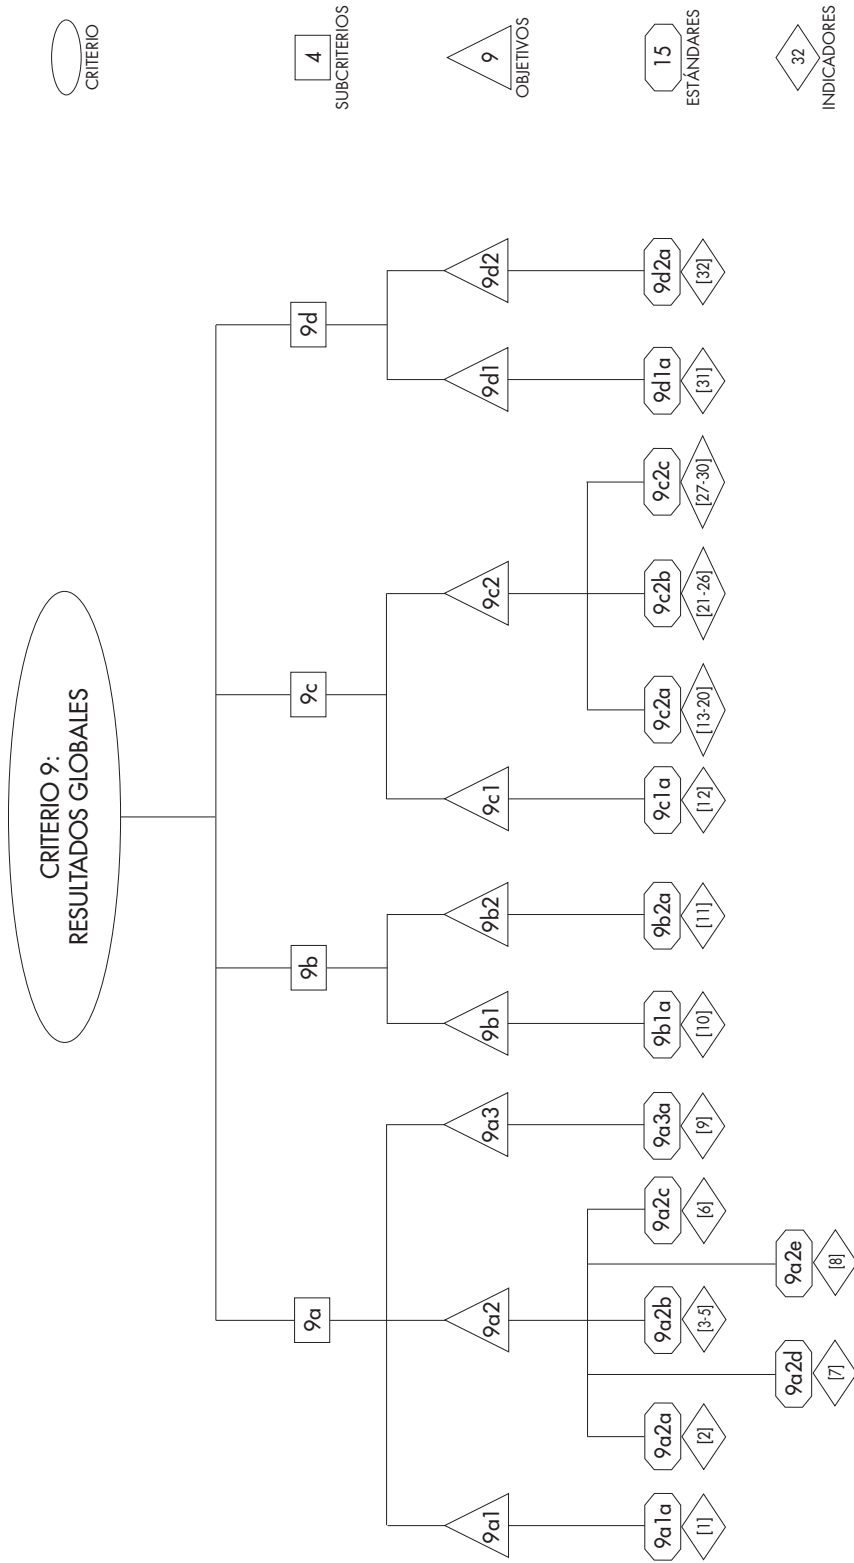 CRITERIO 9:
RESULTADOS GLOBALES
CRITERIO
9a
9b
9c
9d
4
SUBCRITERIOS
9a1
9a2
9a3
9b1
9b2
9c1
9c2
9d1
9d2
9
OBJETIVOS
9a1a
9a2a
9a2b
9a2c
9a3a
9b1a
9b2a
9c1a
9c2a
9c2b
9c2c
9d1a
9d2a
15
ESTÁNDARES
[1]
[2]
[3-5]
[6]
[9]
[10]
[11]
[12]
[13-20]
[21-26]
[27-30]
[31]
[32]
9a2d
9a2e
32
INDICADORES
[7]
[8]